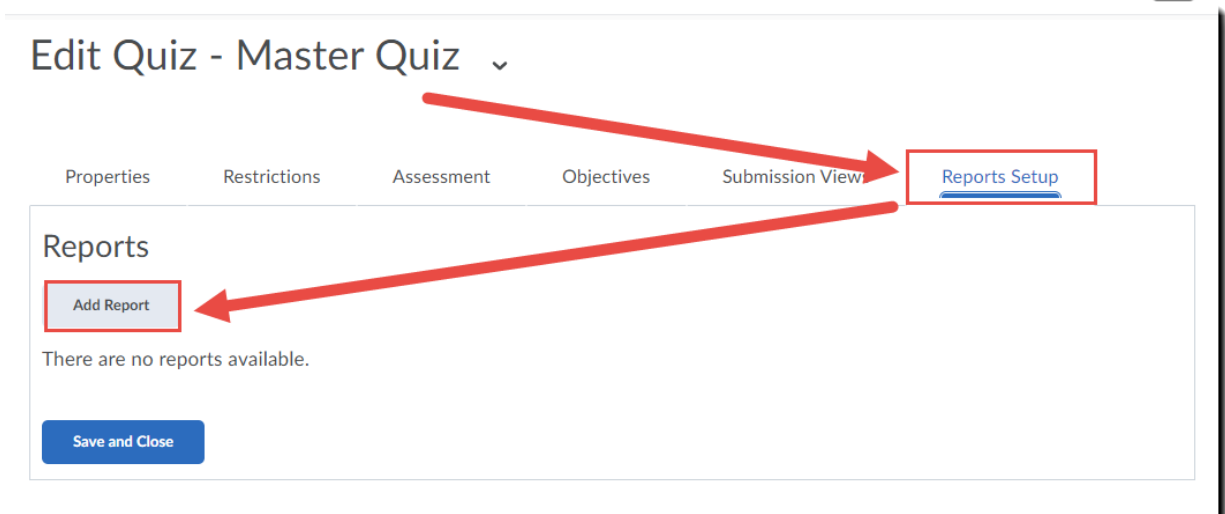 Edit Quiz - Master Quiz
Properties Restrictions Assessment Objectives Submission Views Reports Setup
Reports
Add Report
There are no reports available.
Save and Close